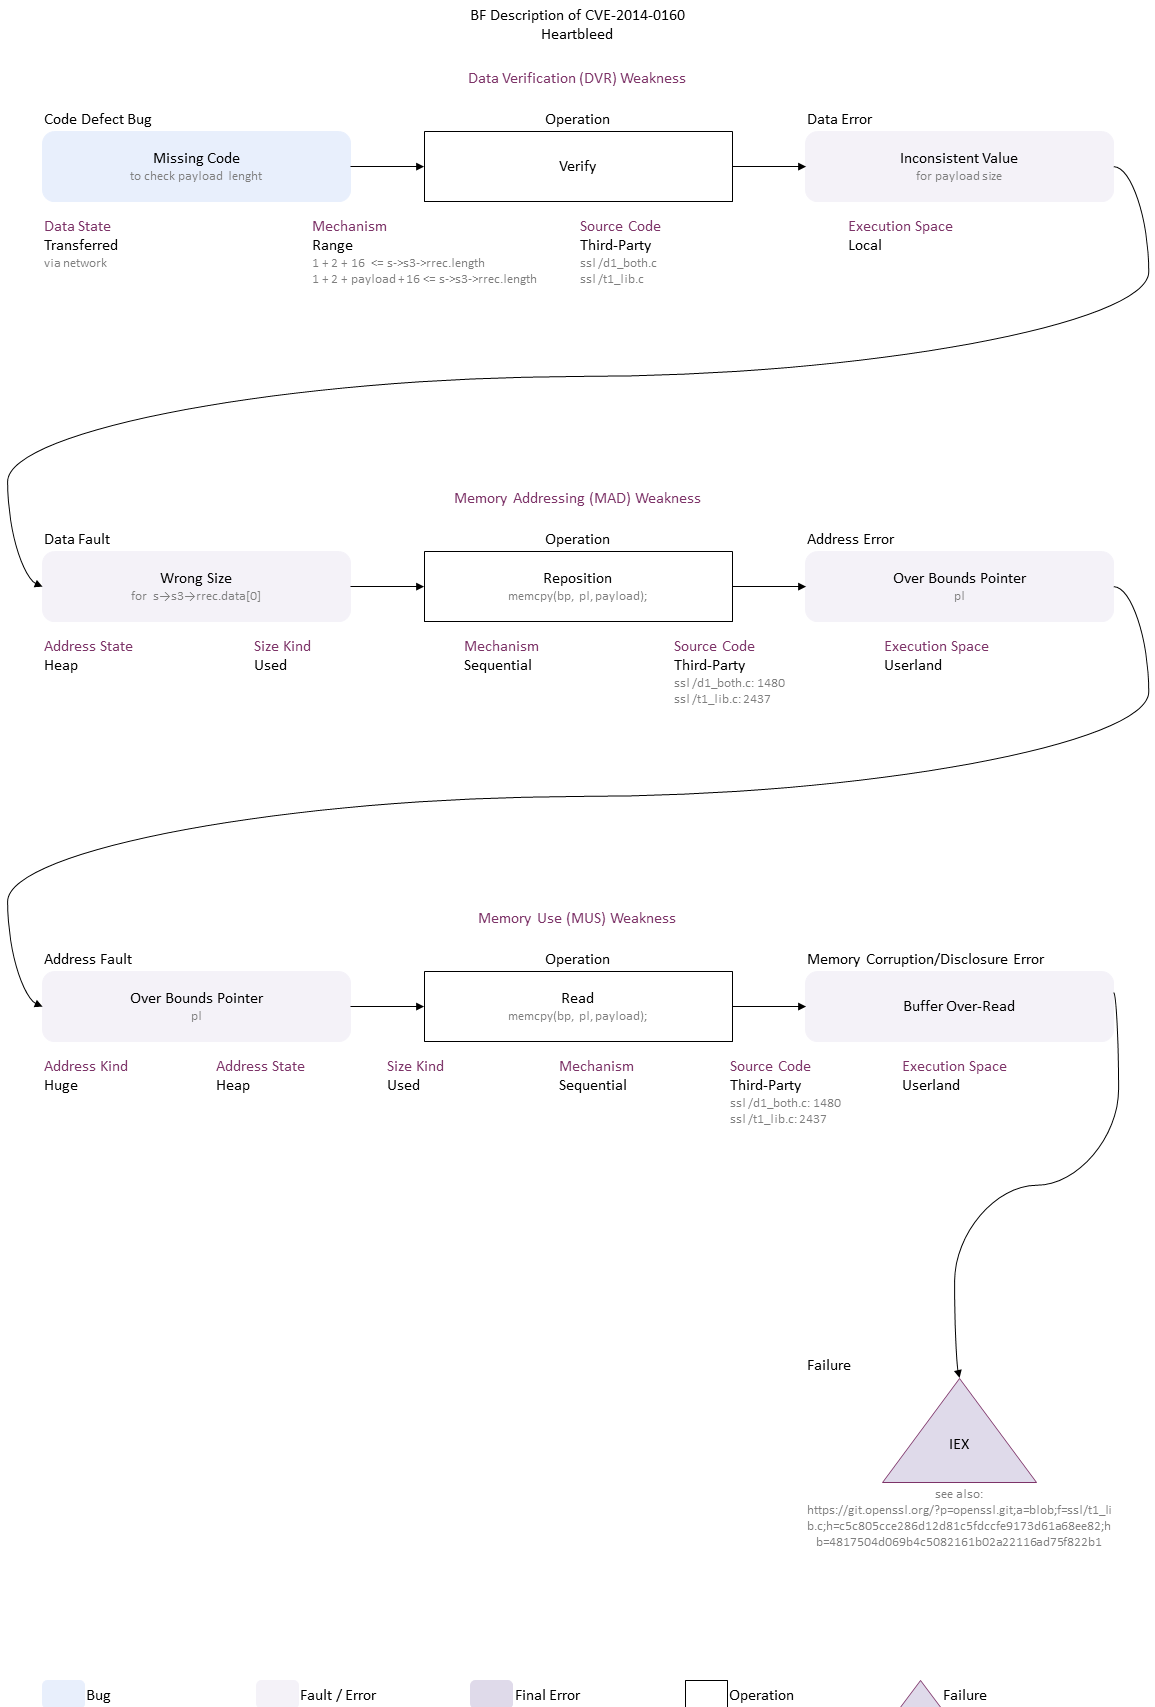 BF Description of CVE-2014-0160
Heartbleed
Data Verification (DVR) Weakness
Code Defect Bug
Operation
Data Error
Missing Code
to check payload lenght
Verify
Inconsistent Value
for payload size
Data State
Mechanism
Source Code
Execution Space
Transferred
Range
Third-Party
Local
via network
1 + 2 + 16 <= s->s3->rrec.length
ssl/d1_both.c
1 + 2 + payload + 16 <= s->s3->rrec.length
ssl/t1_lib.c
Memory Addressing (MAD) Weakness
Data Fault
Operation
Address Error
Wrong Size
for s→s3→rrec.data[0]
Reposition
memcpy(bp, pl, payload);
Over Bounds Pointer
pl
Address State
Size Kind
Mechanism
Source Code
Execution Space
Heap
Used
Sequential
Third-Party
Userland
ssl/d1_both.c: 1480
ssl/t1_lib.c: 2437
Memory Use (MUS) Weakness
Address Fault
Operation
Memory Corruption/Disclosure Error
Over Bounds Pointer
pl
Read
memcpy(bp, pl, payload);
Buffer Over-Read
Address Kind
Address State
Size Kind
Mechanism
Source Code
Execution Space
Huge
Heap
Used
Sequential
Third-Party
Userland
ssl/d1_both.c: 1480
ssl/t1_lib.c: 2437
Failure
IEX
see also:
https://git.openssl.org/?p=openssl.git;a=blob;f=ssl/t1_li
b.c;h=c5c805cce286d12d81c5fdccfe9173d61a68ee82;h
b=4817504d069b4c5082161b02a22116ad75f822b1
Bug
Fault / Error
Final Error
Operation
Failure